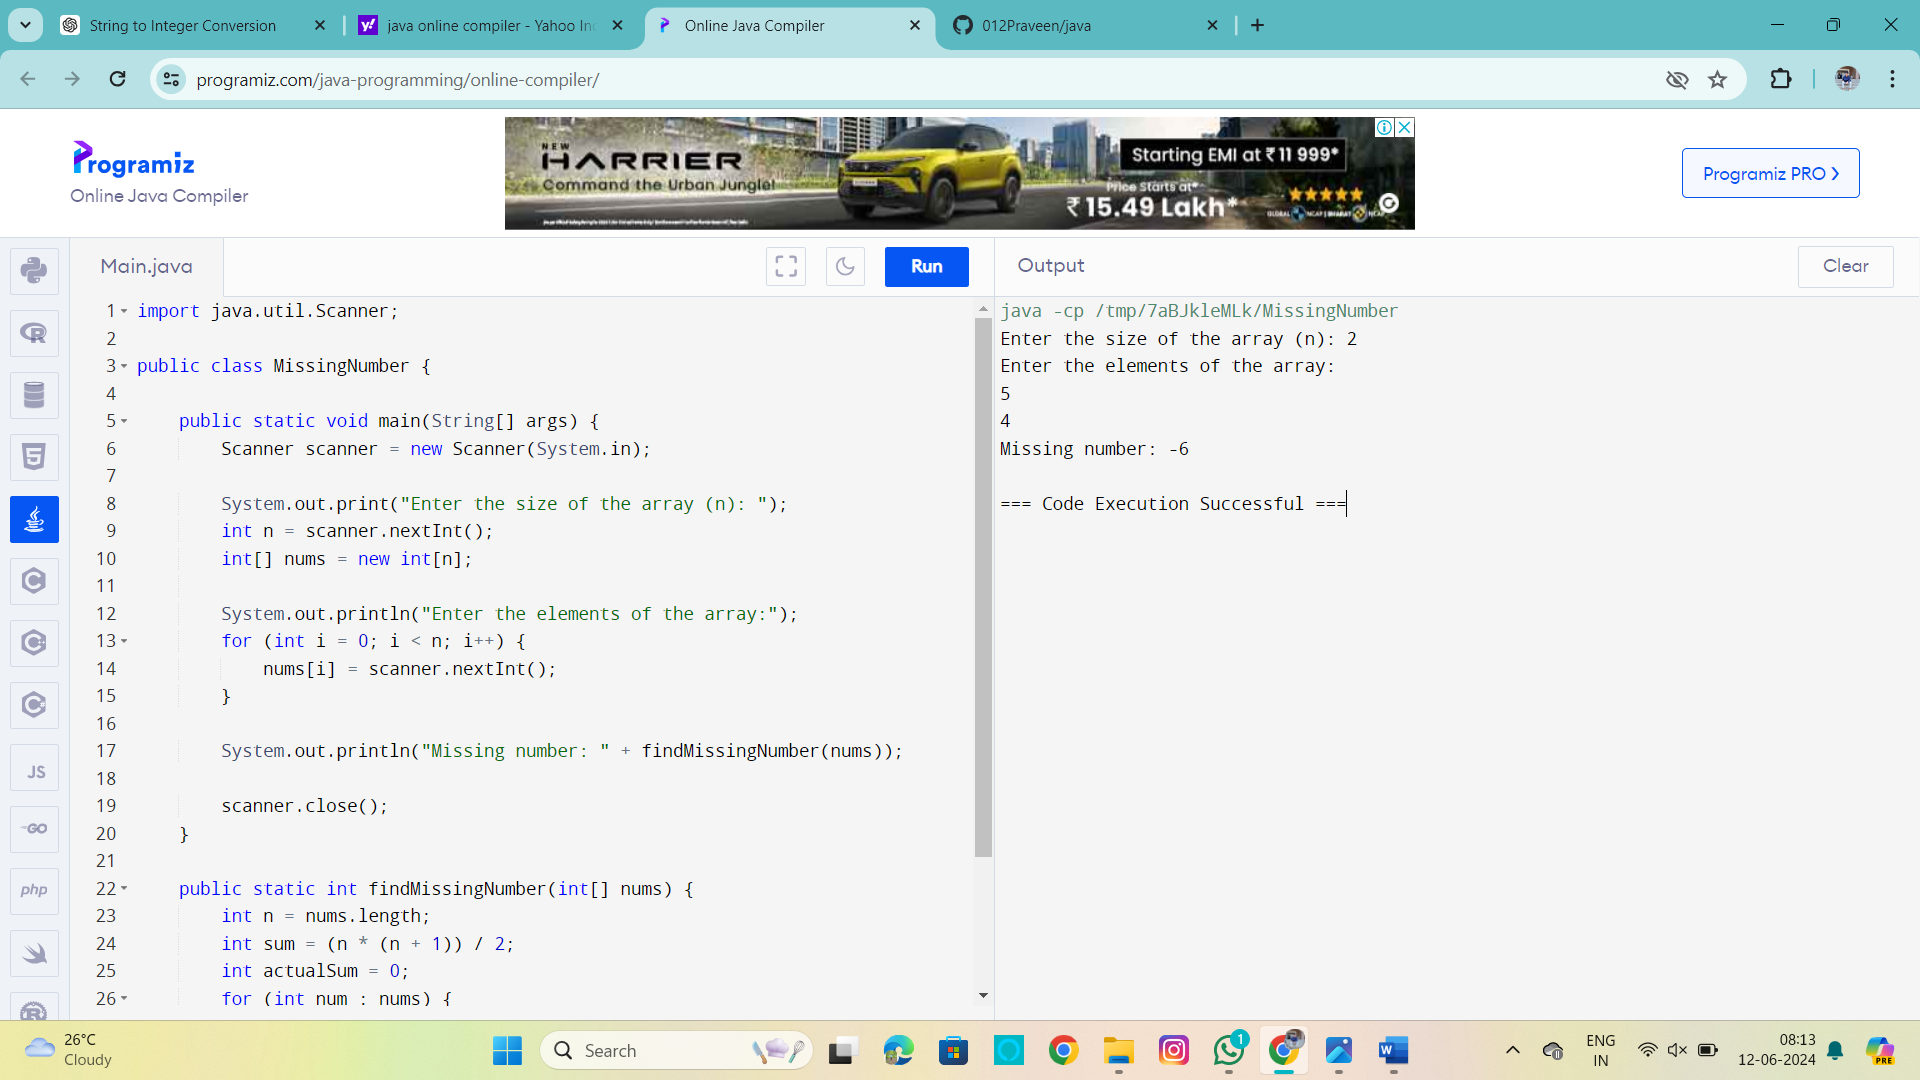 String to Integer Conversion
java online compiler - Yahoo Inc
Online Java Compiler
012Praveen/java
programiz.com/java-programming/online-compiler/
Programiz
Online Java Compiler
NEW
HARRIER
Command the Urban Jungle!
Starting EMI at ₹11 999*
Price Starts at*
₹15.49 Lakh*
Programiz PRO
Main.java
Run
Output
Clear
1 import java.util.Scanner;
2
3 public class MissingNumber {
4
5 public static void main(String[] args) {
6 Scanner scanner = new Scanner(System.in);
7
8 System.out.print("Enter the size of the array (n): ");
9 int n = scanner.nextInt();
10 int[] nums = new int[n];
11
12 System.out.println("Enter the elements of the array:");
13 for (int i = 0; i < n; i++) {
14 nums[i] = scanner.nextInt();
15 }
16
17 System.out.println("Missing number: " + findMissingNumber(nums));
18
19 scanner.close();
20 }
21
22 public static int findMissingNumber(int[] nums) {
23 int n = nums.length;
24 int sum = (n * (n + 1)) / 2;
25 int actualSum = 0;
26 for (int num : nums) {
java -cp /tmp/7aBJkleMLk/MissingNumber
Enter the size of the array (n): 2
Enter the elements of the array:
5
4
Missing number: -6
=== Code Execution Successful ===
JS
GO
php
26°C
Cloudy
Search
1
ENG
IN
08:13
12-06-2024
PRE